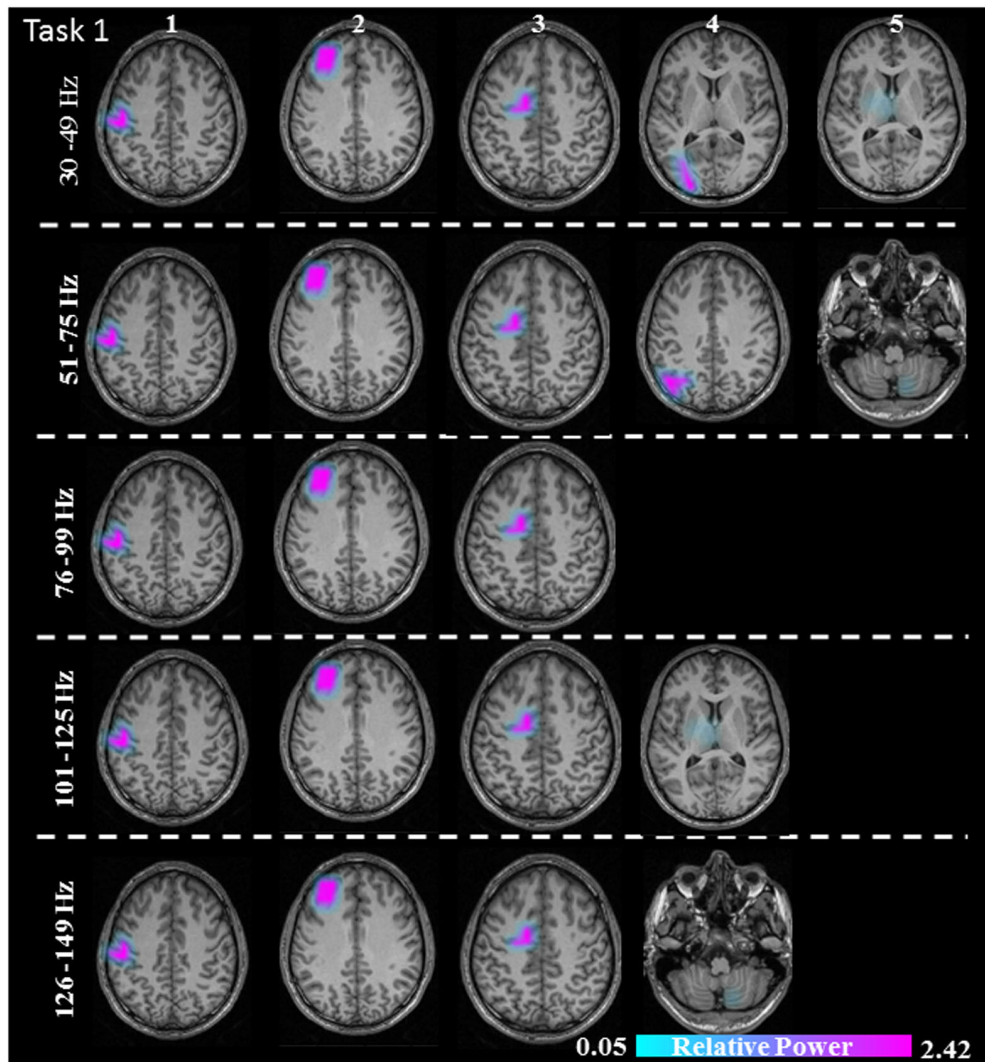 Task 1
1 2 3 4 5
30 -49 Hz
51 -75 Hz
76 -99 Hz
101-125 Hz
126-149 Hz
0.05 Relative Power 2.42